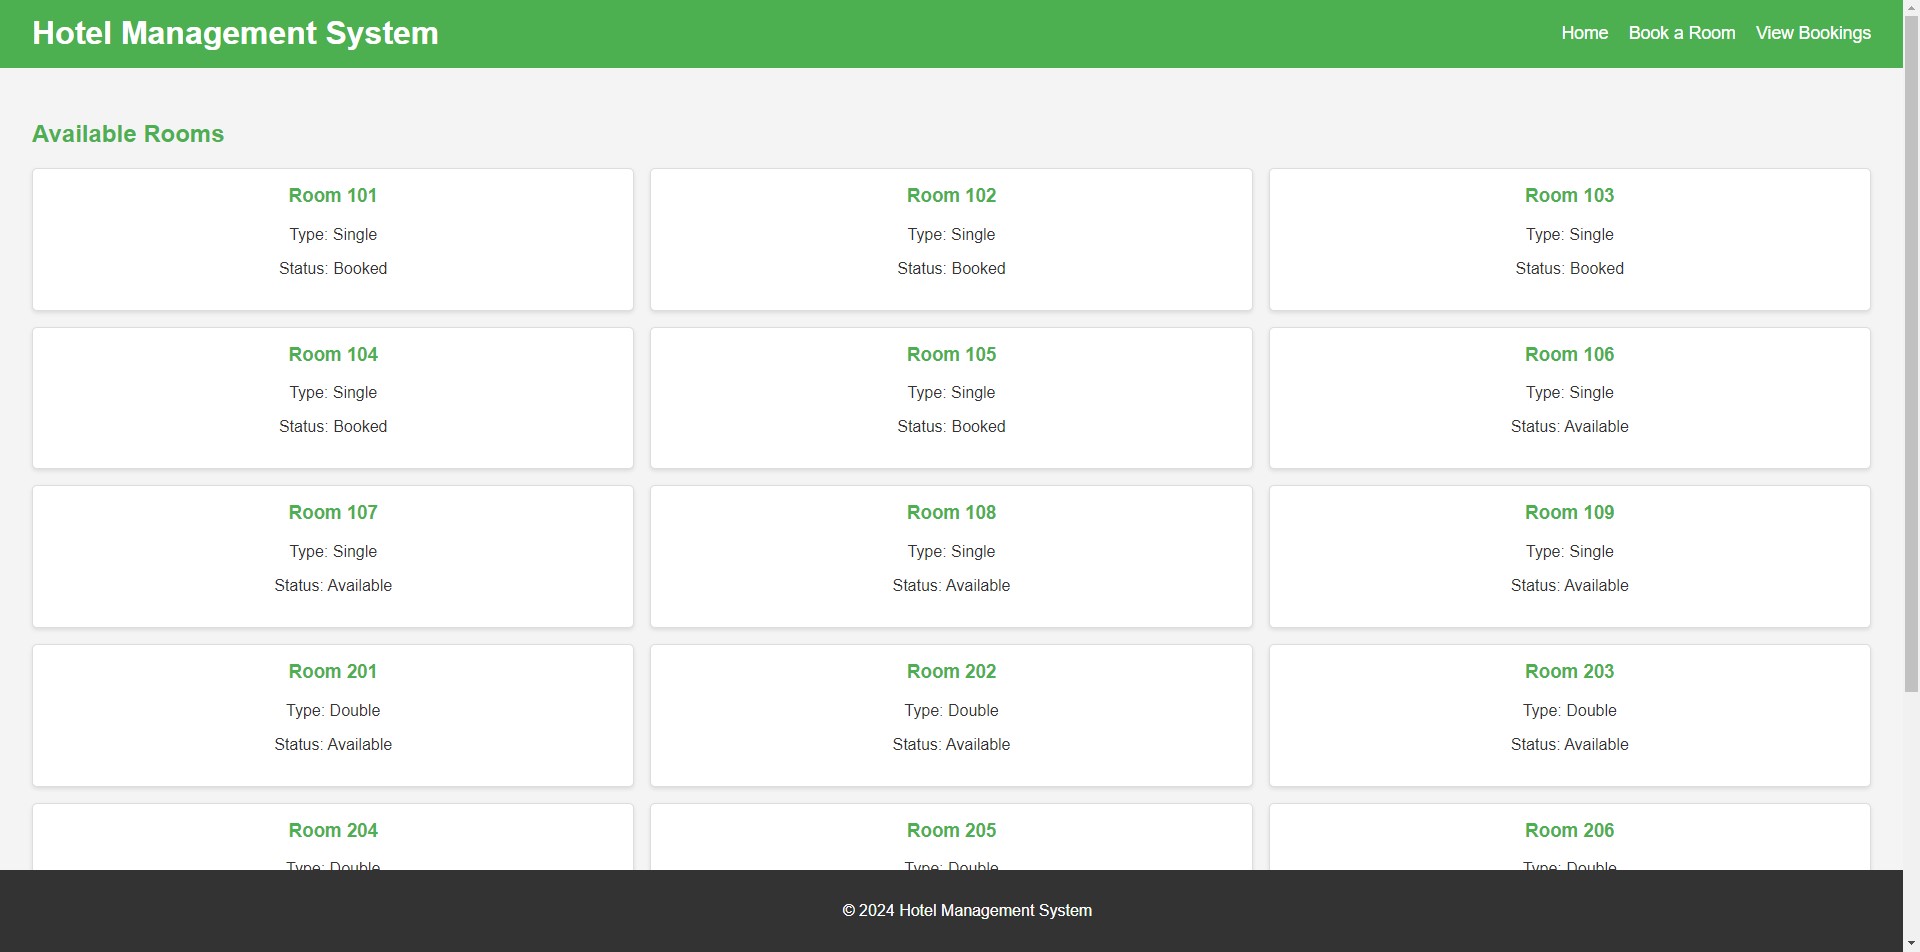 Hotel Management System
Home Book a Room View Bookings
Available Rooms
Room 101
Type: Single
Status: Booked
Room 102
Type: Single
Status: Booked
Room 103
Type: Single
Status: Booked
Room 104
Type: Single
Status: Booked
Room 105
Type: Single
Status: Booked
Room 106
Type: Single
Status: Available
Room 107
Type: Single
Status: Available
Room 108
Type: Single
Status: Available
Room 109
Type: Single
Status: Available
Room 201
Type: Double
Status: Available
Room 202
Type: Double
Status: Available
Room 203
Type: Double
Status: Available
Room 204
Type: Double
Room 205
Type: Double
Room 206
Type: Double
© 2024 Hotel Management System